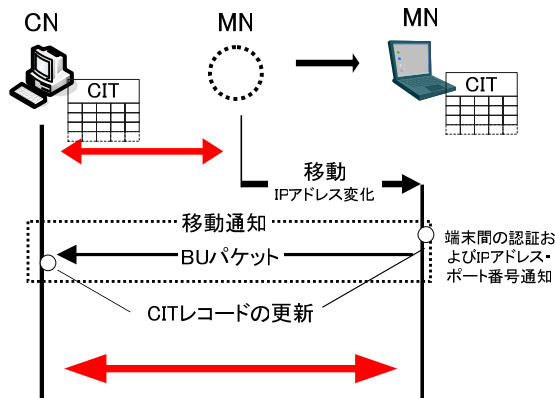 CN
MN
MN
CIT
CIT
移動
IPアドレス変化
移動通知
BUパケット
端末間の認証お
よびIPアドレス・
ポート番号通知
CITレコードの更新